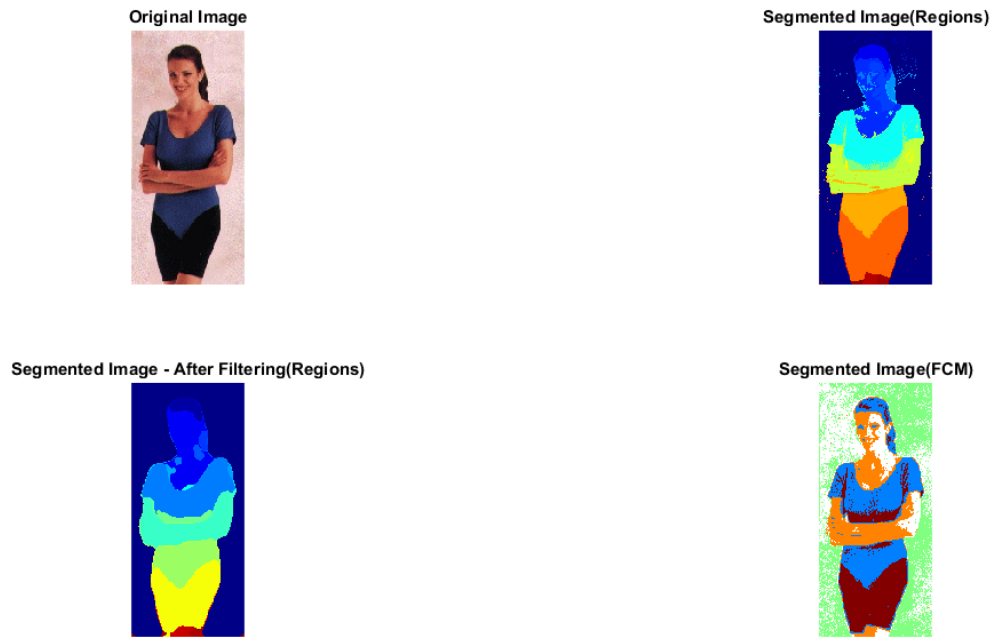 Original Image
Segmented Image(Regions)
Segmented Image - After Filtering(Regions)
Segmented Image(FCM)